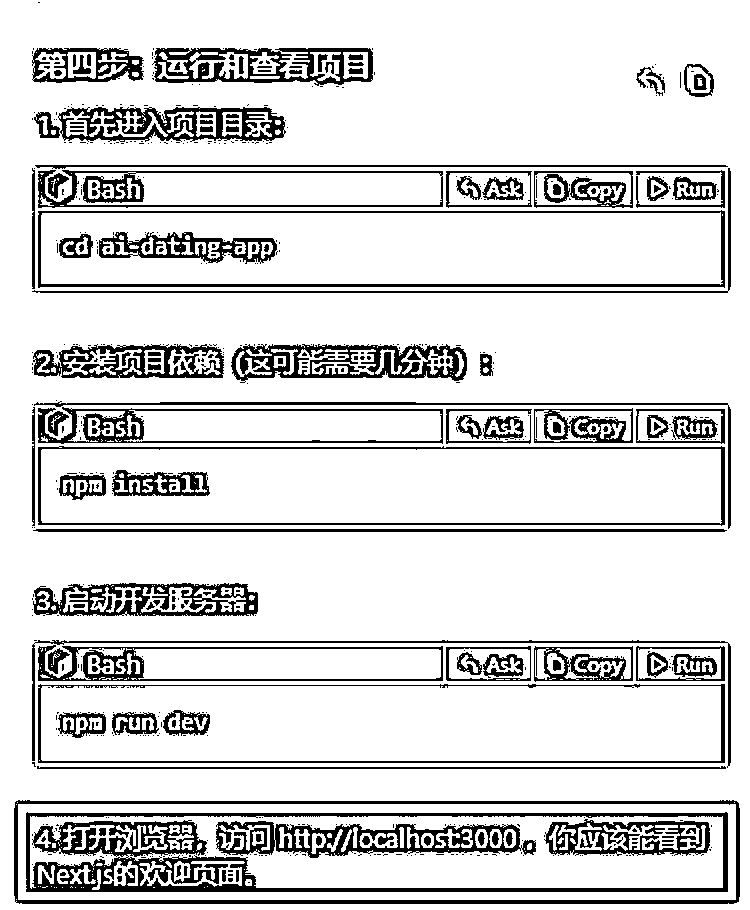 第四步：运行和查看项目
1. 首先进入项目目录：
Bash Ask Copy Run
cd ai-dating-app
2. 安装项目依赖（这可能需要几分钟）：
Bash Ask Copy Run
npm install
3. 启动开发服务器：
Bash Ask Copy Run
npm run dev
4. 打开浏览器，访问 http://localhost:3000 ，你应该能看到
Next.js的欢迎页面。